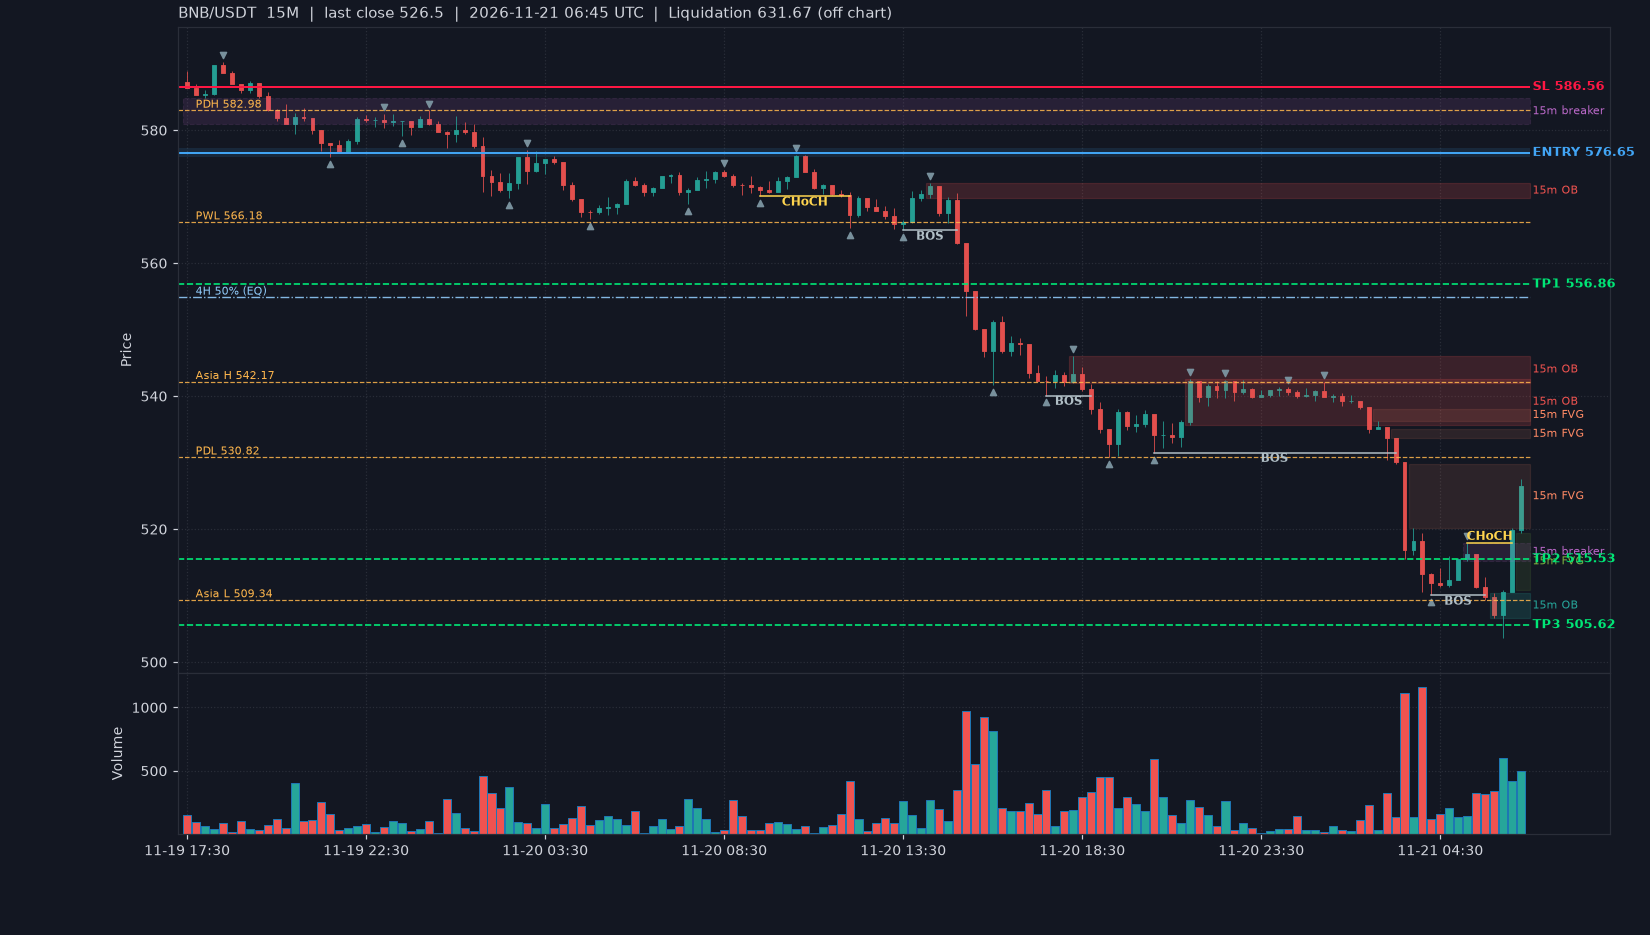 BNB/USDT  15M  |  last close 526.5  |  2026-11-21 06:45 UTC  |  Liquidation 631.67 (off chart)
SL 586.56
PDH 582.98
15m breaker
580
ENTRY 576.65
15m OB
CHoCH
PWL 566.18
BOS
560
TP1 556.86
4H 50% (EQ)
Price
15m OB
Asia H 542.17
540
BOS
15m OB
15m FVG
15m FVG
PDL 530.82
BOS
15m FVG
520
CHoCH
15m breaker
TP2 515.53
15m FVG
Asia L 509.34
BOS
15m OB
TP3 505.62
500
1000
Volume
500
11-19 17:30
11-19 22:30
11-20 03:30
11-20 08:30
11-20 13:30
11-20 18:30
11-20 23:30
11-21 04:30